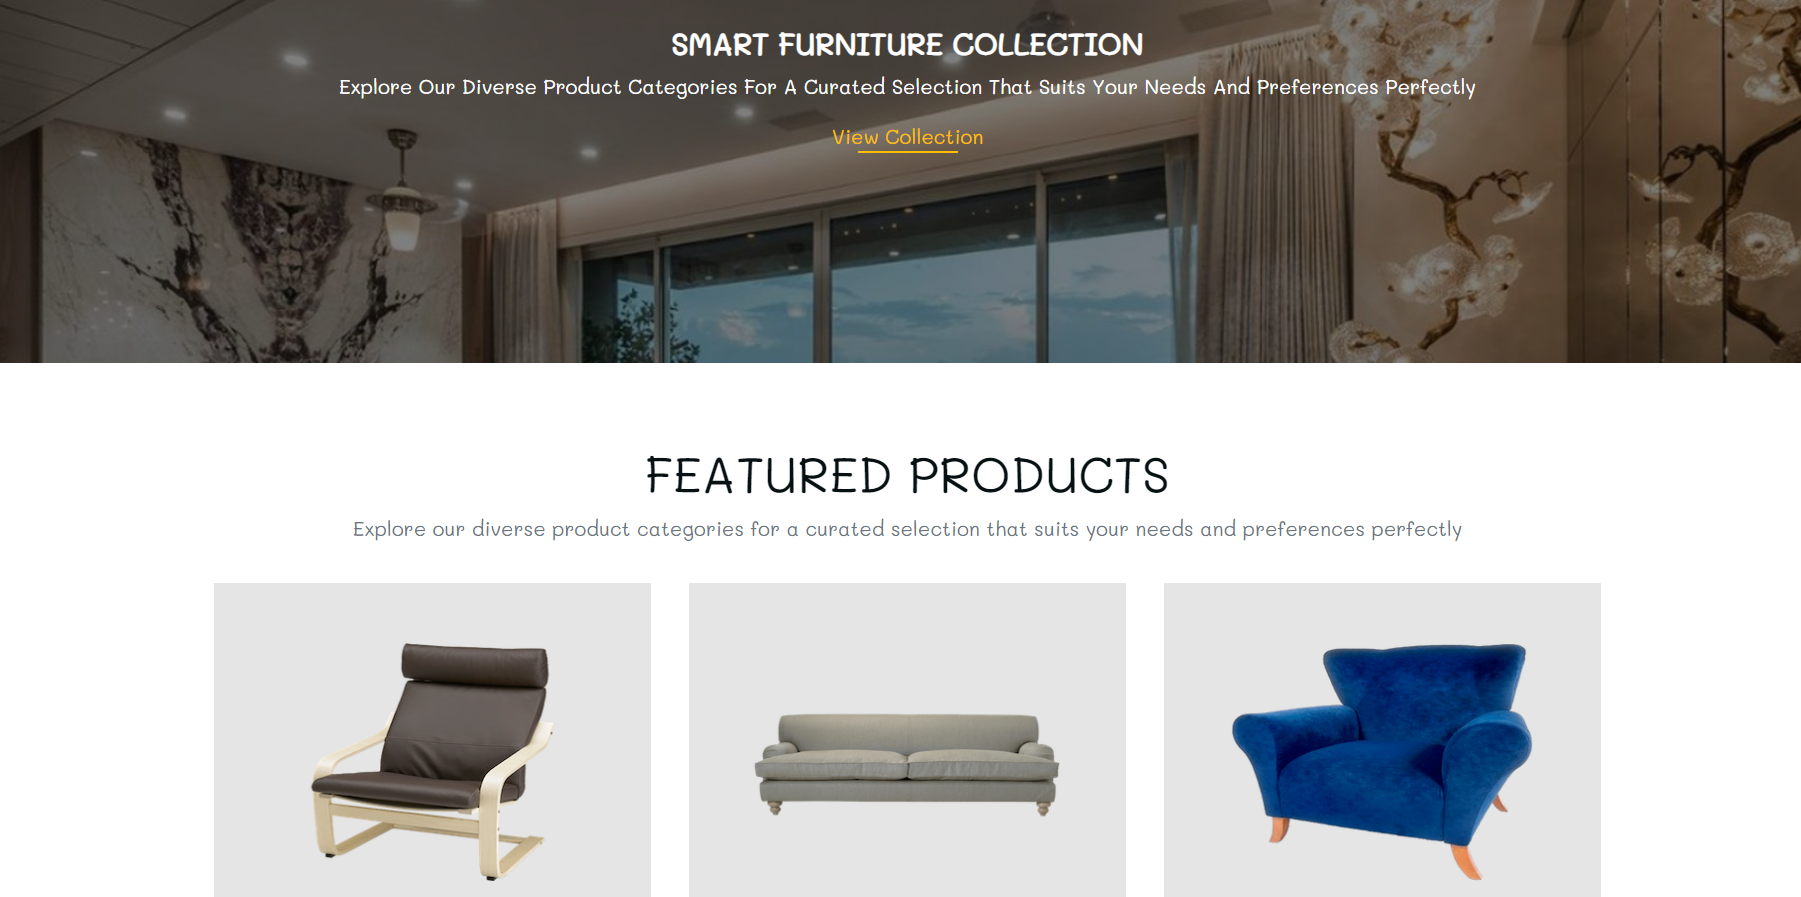 SMART FURNITURE COLLECTION
Explore Our Diverse Product Categories For A Curated Selection That Suits Your Needs And Preferences Perfectly
View Collection
FEATURED PRODUCTS
Explore our diverse product categories for a curated selection that suits your needs and preferences perfectly